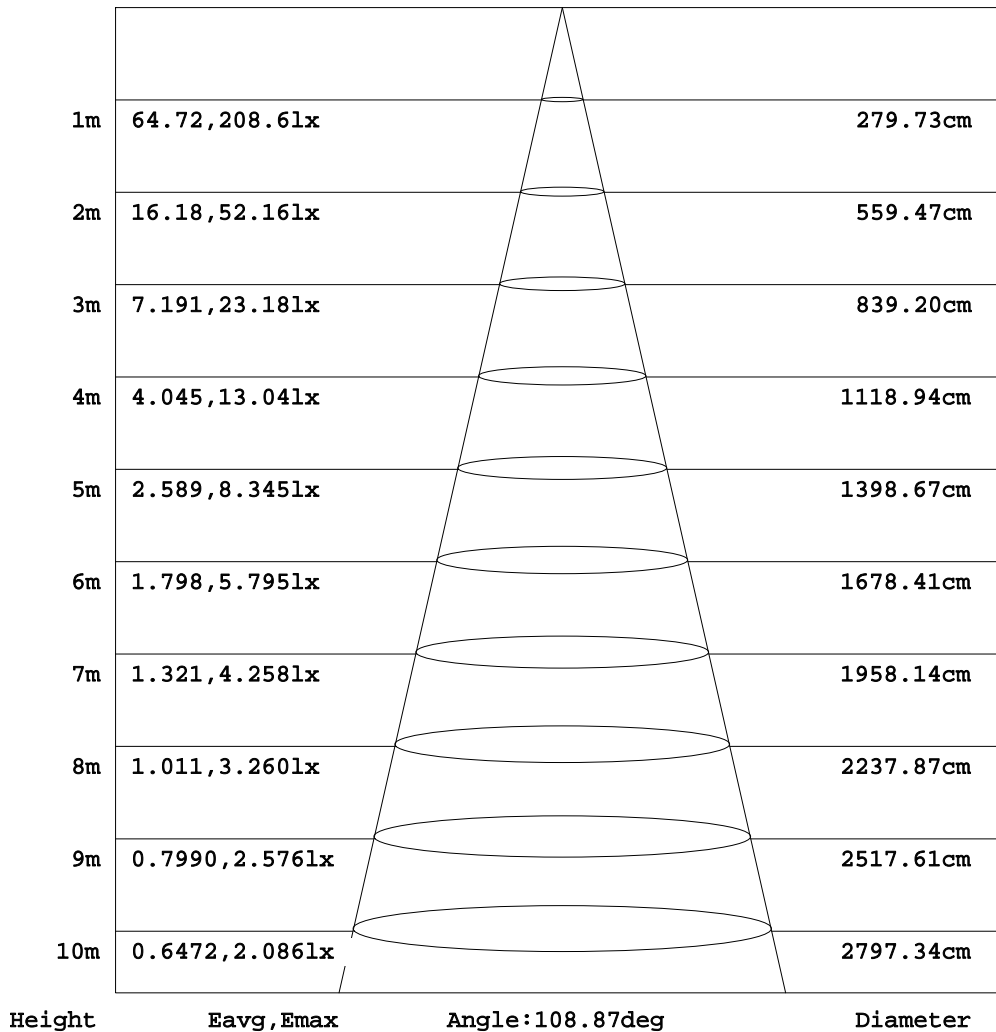 1m 64.72,208.6lx 279.73cm
2m 16.18,52.16lx 559.47cm
3m 7.191,23.18lx 839.20cm
4m 4.045,13.04lx 1118.94cm
5m 2.589,8.345lx 1398.67cm
6m 1.798,5.795lx 1678.41cm
7m 1.321,4.258lx 1958.14cm
8m 1.011,3.260lx 2237.87cm
9m 0.7990,2.576lx 2517.61cm
10m 0.6472,2.086lx 2797.34cm
Height Eavg,Emax Angle:108.87deg Diameter